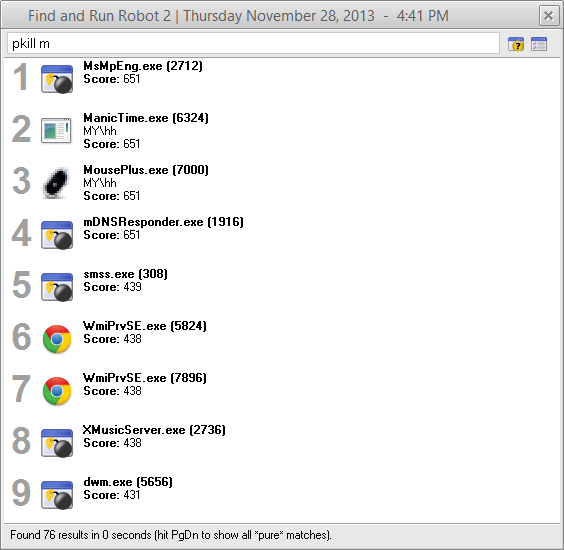 Find and Run Robot 2 | Thursday November 28, 2013 - 4:41 PM
pkill m
1
MsMpEng.exe (2712)
Score: 651
2
ManicTime.exe (6324)
MY\hh
Score: 651
3
MousePlus.exe (7000)
MY\hh
Score: 651
4
mDNSResponder.exe (1916)
Score: 651
5
smss.exe (308)
Score: 439
6
WmiPrvSE.exe (5824)
Score: 438
7
WmiPrvSE.exe (7896)
Score: 438
8
XMusicServer.exe (2736)
Score: 438
9
dwm.exe (5656)
Score: 431
Found 76 results in 0 seconds (hit PgDn to show all *pure* matches).